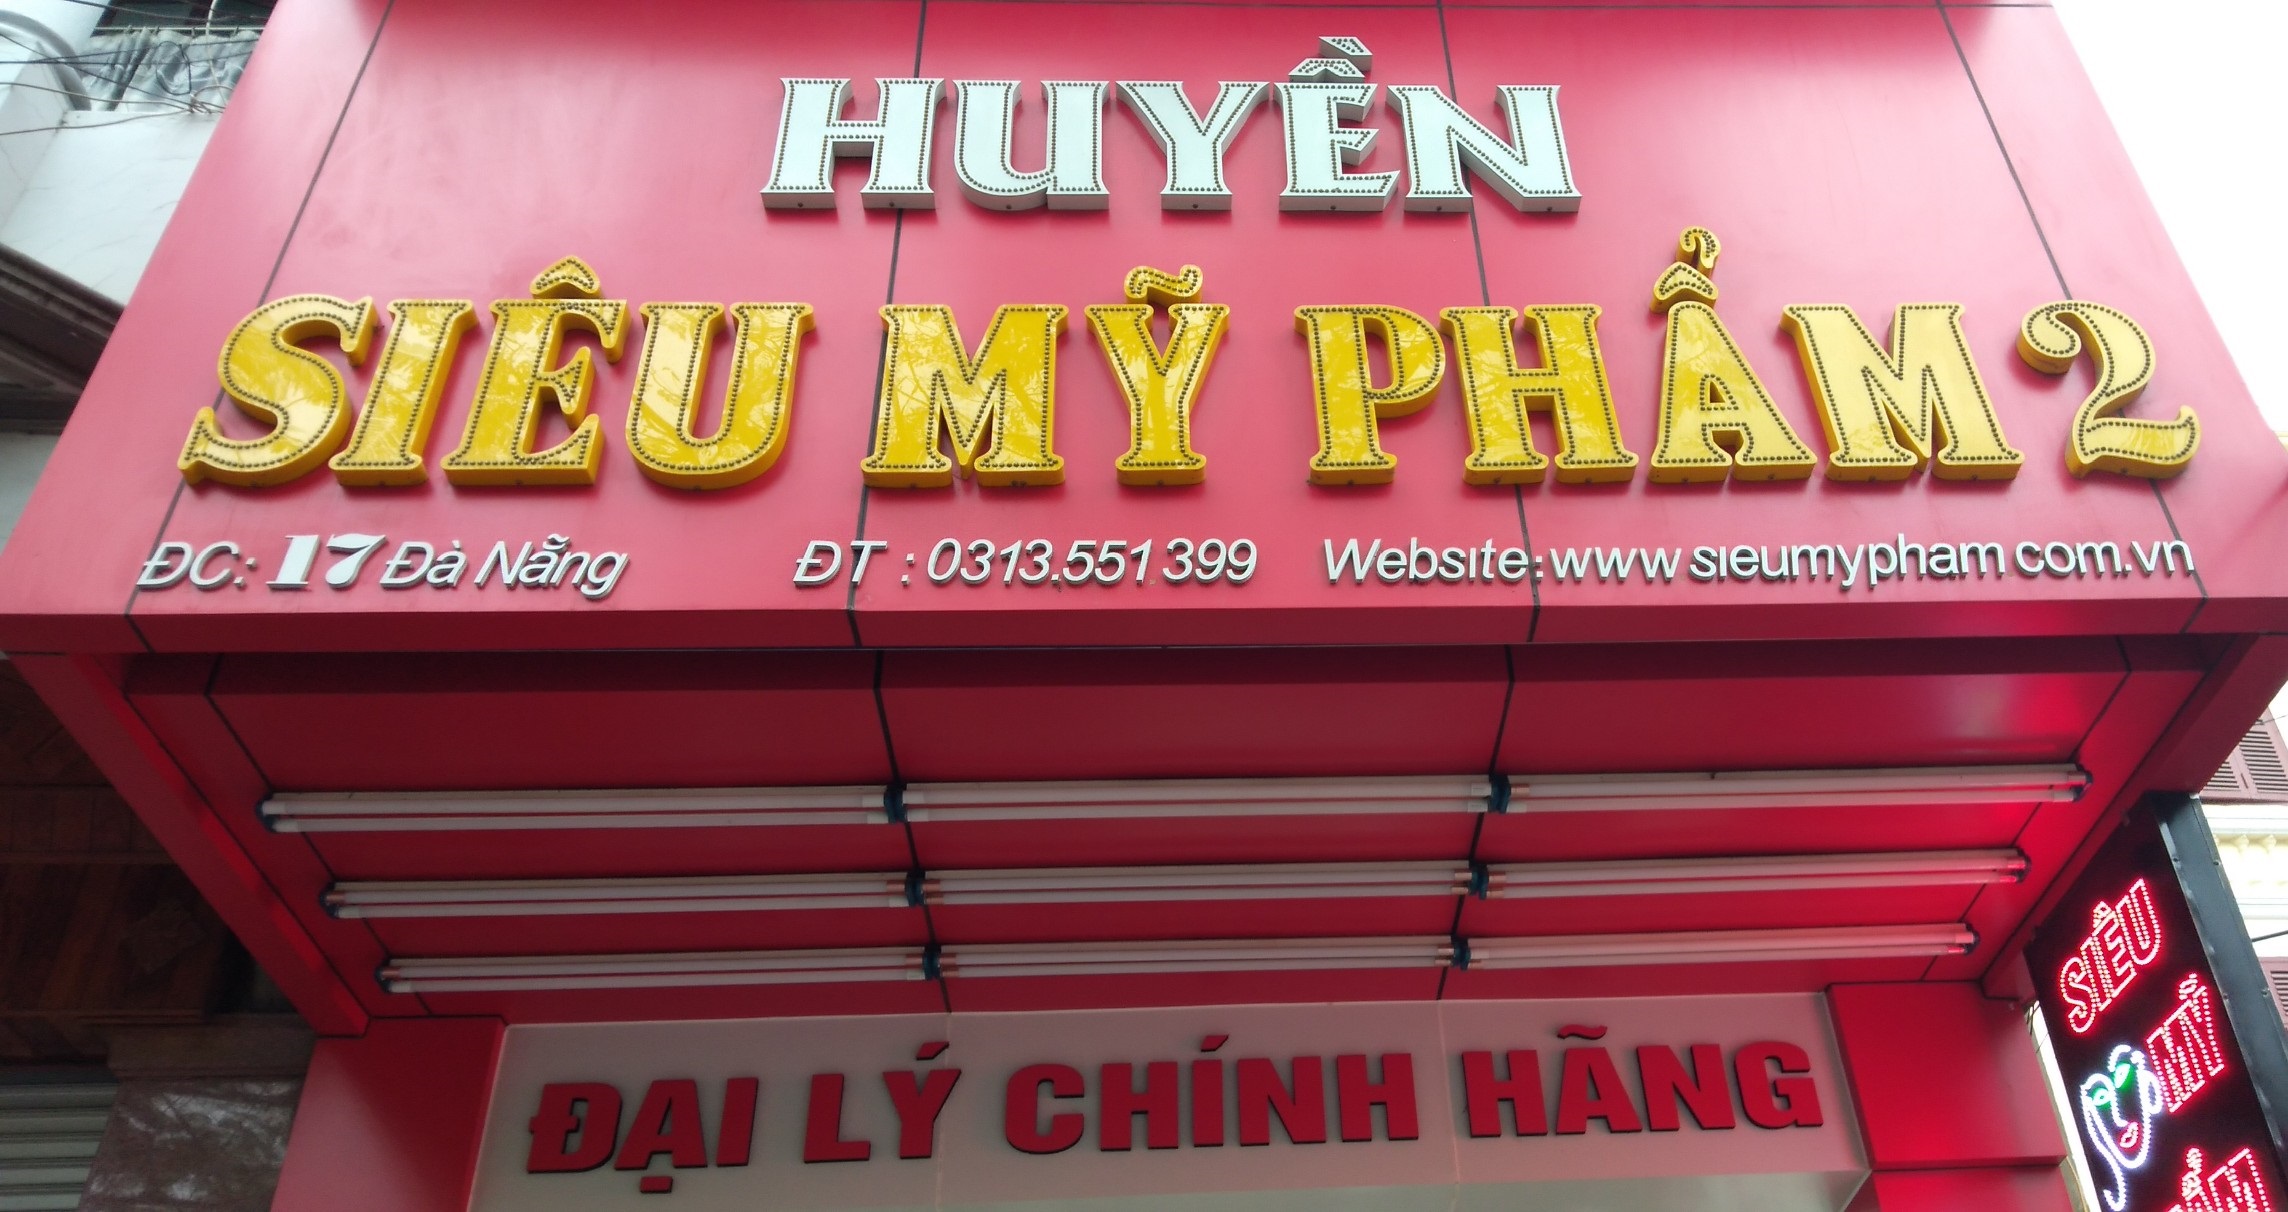 HUYỀN
SIÊU MỸ PHẨM 2
ĐC: 17 Đà Nẵng ĐT : 0313.551.399 Website:www.sieumypham.com.vn
ĐẠI LÝ CHÍNH HÃNG
SIÊU
MỸ